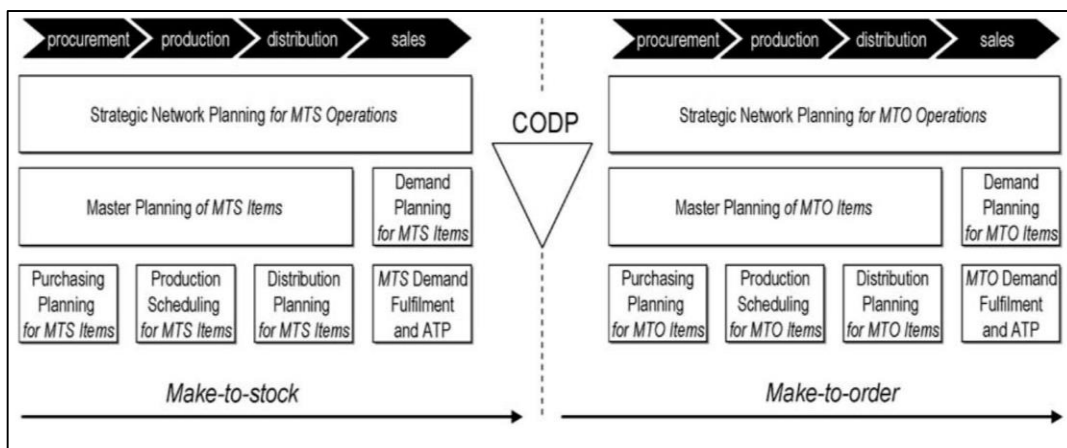 procurement production distribution sales
Strategic Network Planning for MTS Operations
Master Planning of MTS Items
Demand
Planning
for MTS Items
Purchasing
Planning
for MTS Items
Production
Scheduling
for MTS Items
Distribution
Planning
for MTS Items
MTS Demand
Fulfilment
and ATP
Make-to-stock
CODP
procurement production distribution sales
Strategic Network Planning for MTO Operations
Master Planning of MTO Items
Demand
Planning
for MTO Items
Purchasing
Planning
for MTO Items
Production
Scheduling
for MTO Items
Distribution
Planning
for MTO Items
MTO Demand
Fulfilment
and ATP
Make-to-order